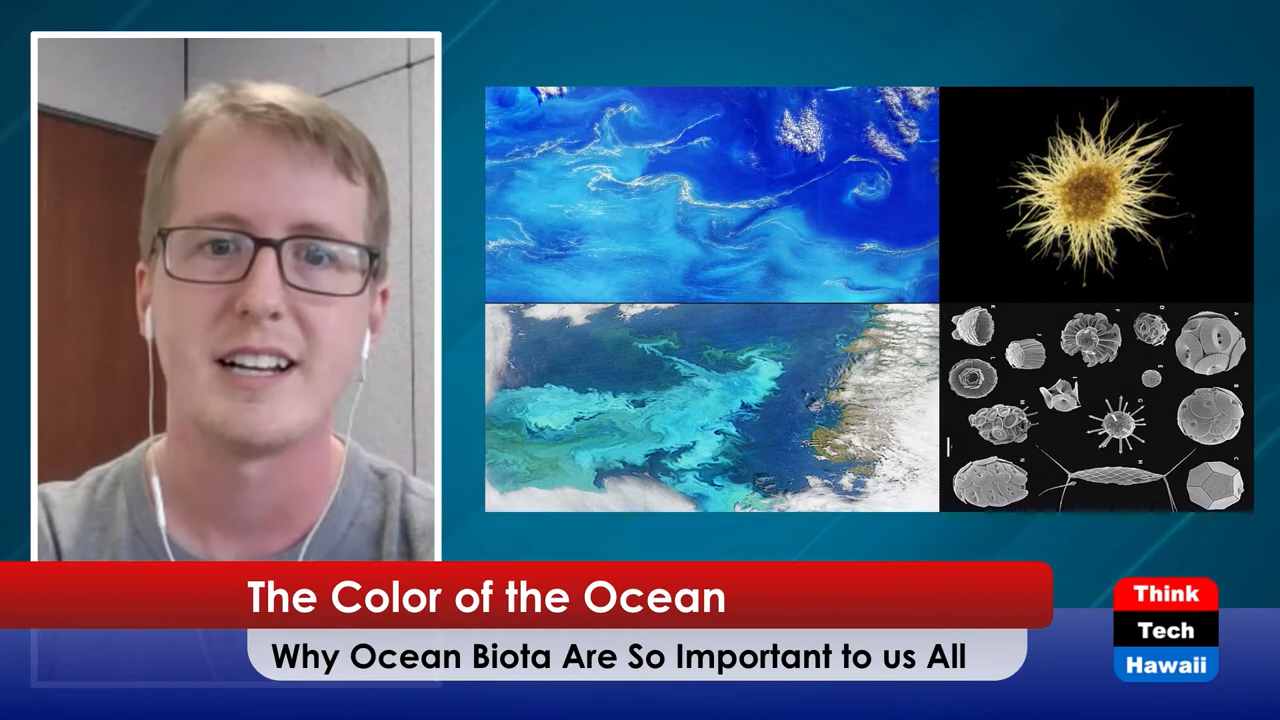 The Color of the Ocean
Why Ocean Biota Are So Important to us All
Think
Tech
Hawaii